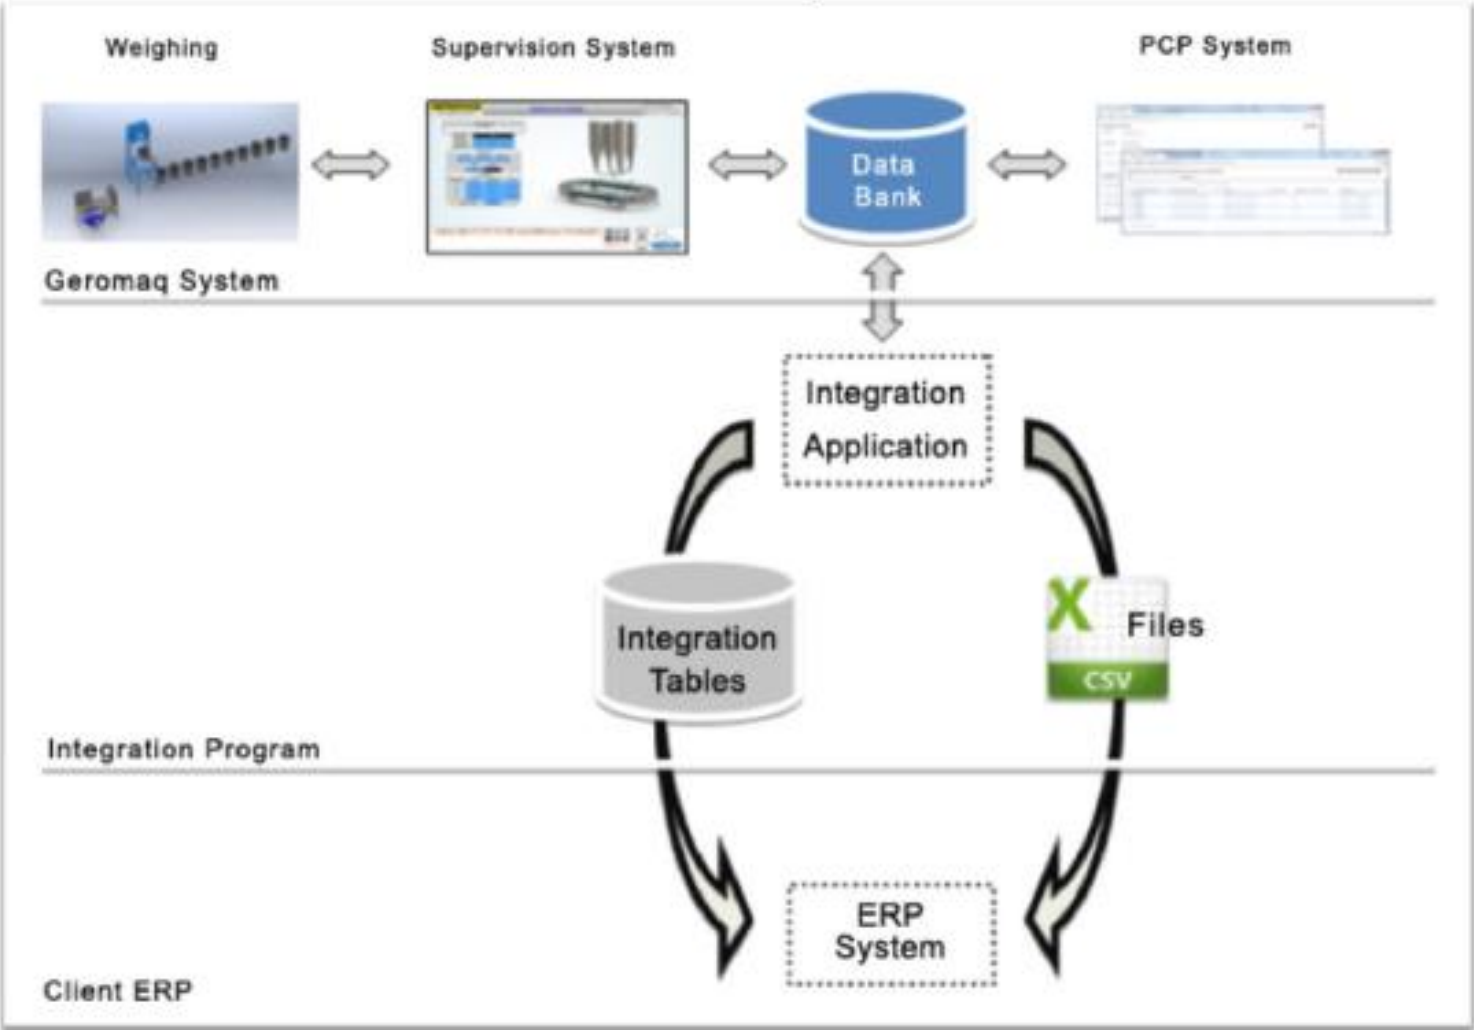 Weighing
Supervision System
PCP System
Data
Bank
Geromaq System
Integration
Application
Integration
Tables
X
Files
CSV
Integration Program
ERP
System
Client ERP